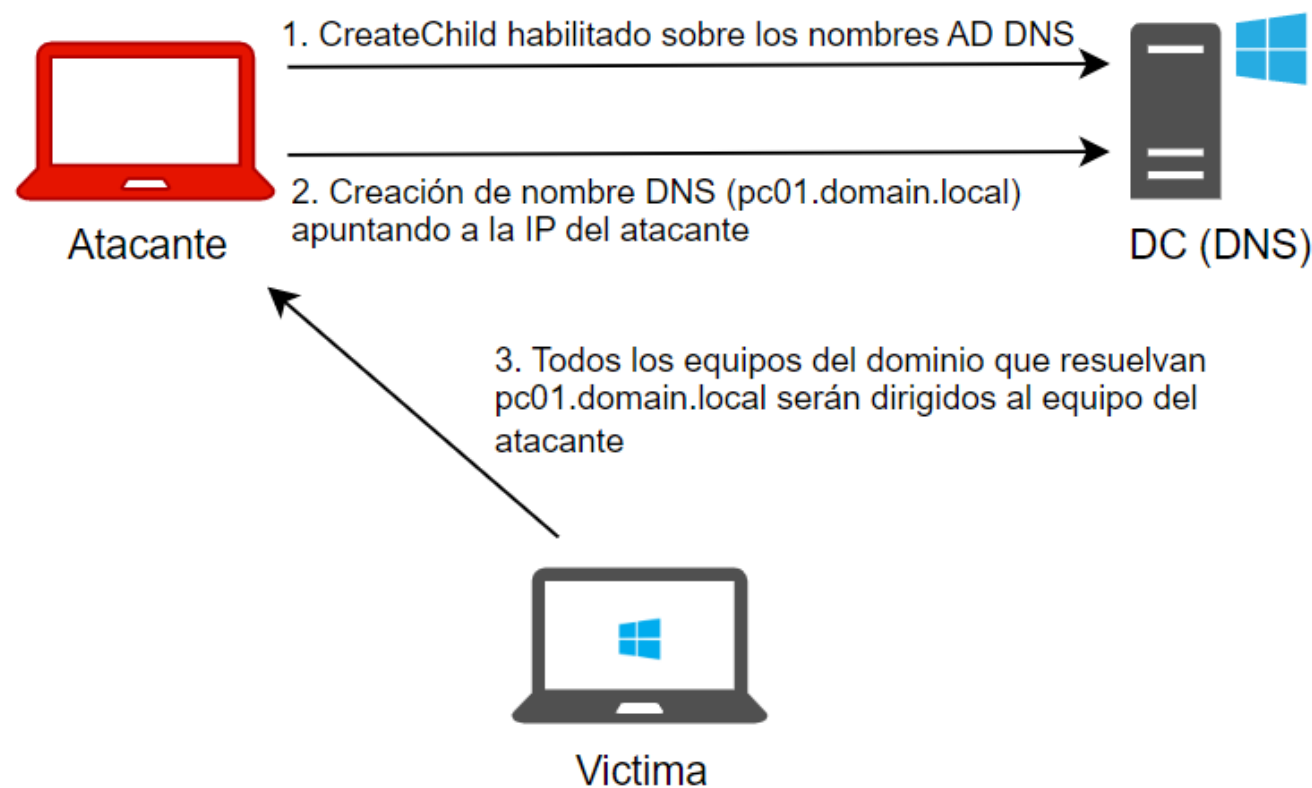 1. CreateChild habilitado sobre los nombres AD DNS
2. Creación de nombre DNS (pc01.domain.local)
apuntando a la IP del atacante
Atacante
DC (DNS)
3. Todos los equipos del dominio que resuelvan
pc01.domain.local serán dirigidos al equipo del
atacante
Victima